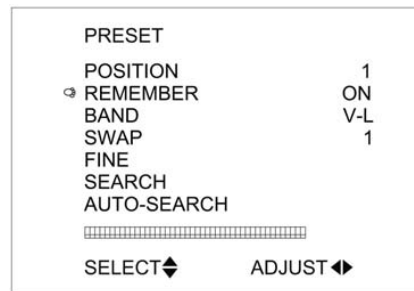 PRESET
POSITION 1
REMEMBER ON
BAND V-L
SWAP 1
FINE
SEARCH
AUTO-SEARCH
SELECT ADJUST